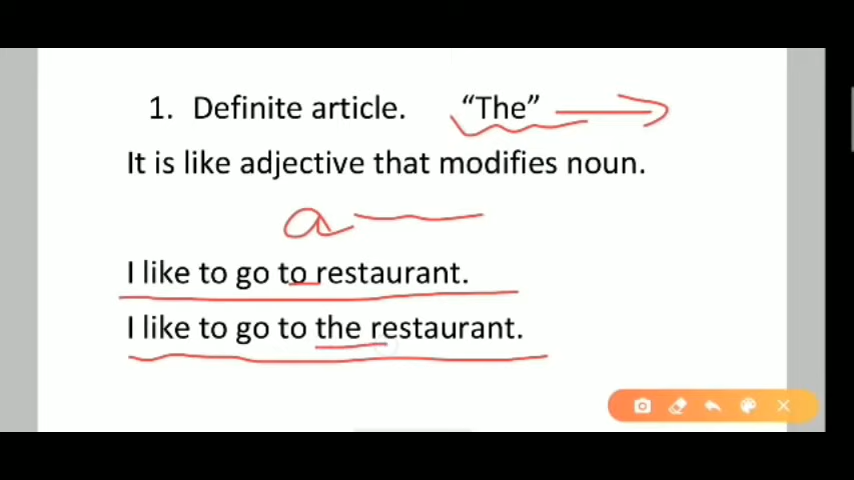 1. Definite article. “The”
It is like adjective that modifies noun.
a
I like to go to restaurant.
I like to go to the restaurant.